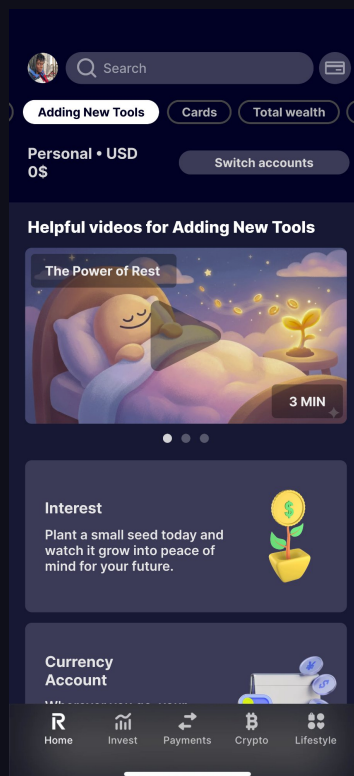 Search
Adding New Tools
Cards
Total wealth
Personal • USD
0$
Switch accounts
Helpful videos for Adding New Tools
The Power of Rest
3 MIN
Interest
Plant a small seed today and
watch it grow into peace of
mind for your future.
Currency
Account
Home
Invest
Payments
Crypto
Lifestyle